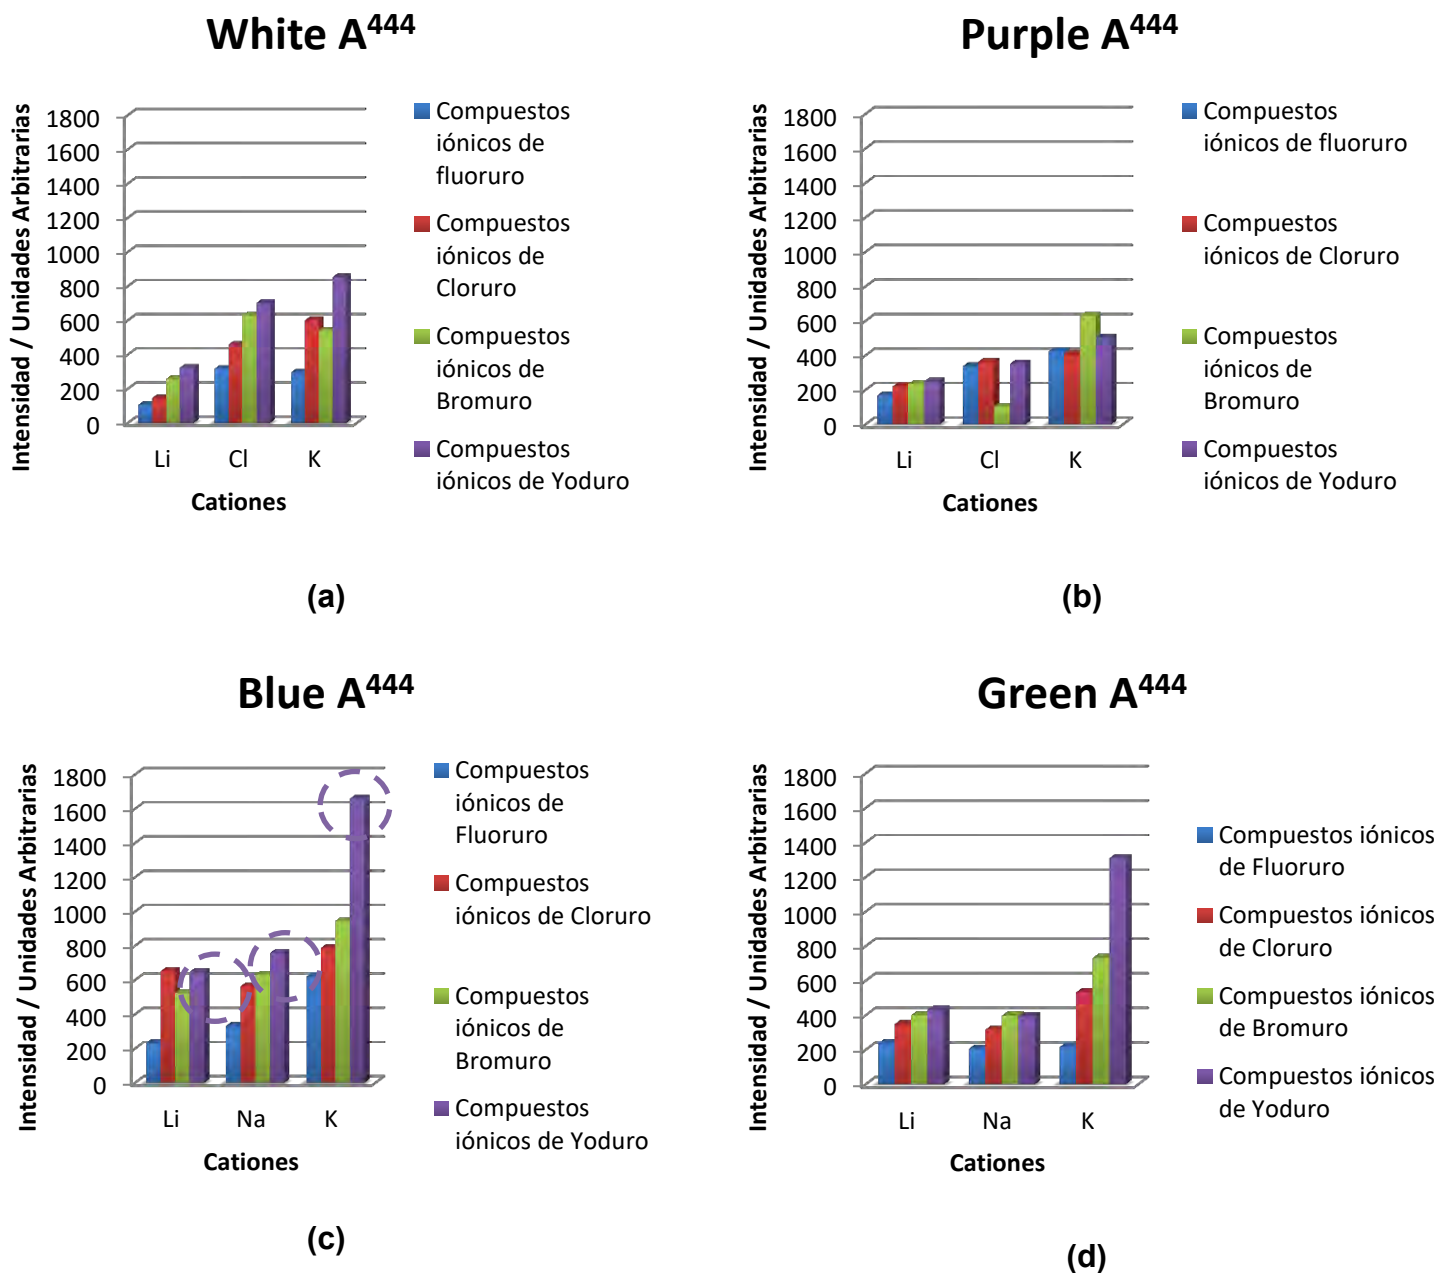 White A⁴⁴⁴
Intensidad / Unidades Arbitrarias
1800
1600
1400
1200
1000
800
600
400
200
0
Li Cl K
Cationes
Compuestos
iónicos de
fluoruro
Compuestos
iónicos de
Cloruro
Compuestos
iónicos de
Bromuro
Compuestos
iónicos de Yoduro
(a)
Purple A⁴⁴⁴
Intensidad / Unidades Arbitrarias
1800
1600
1400
1200
1000
800
600
400
200
0
Li Cl K
Cationes
Compuestos
iónicos de fluoruro
Compuestos
iónicos de Cloruro
Compuestos
iónicos de
Bromuro
Compuestos
iónicos de Yoduro
(b)
Blue A⁴⁴⁴
Intensidad / Unidades Arbitrarias
1800
1600
1400
1200
1000
800
600
400
200
0
Li Na K
Cationes
Compuestos
iónicos de
Fluoruro
Compuestos
iónicos de Cloruro
Compuestos
iónicos de
Bromuro
Compuestos
iónicos de Yoduro
(c)
Green A⁴⁴⁴
Intensidad / Unidades Arbitrarias
1800
1600
1400
1200
1000
800
600
400
200
0
Li Na K
Cationes
Compuestos iónicos
de Fluoruro
Compuestos iónicos
de Cloruro
Compuestos iónicos
de Bromuro
Compuestos iónicos
de Yoduro
(d)